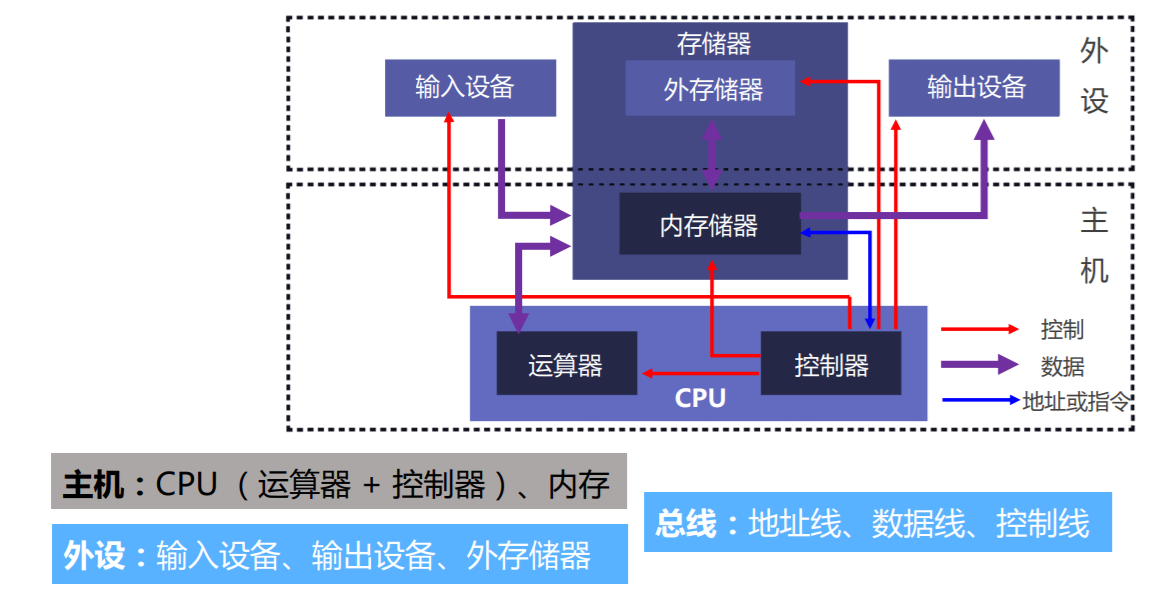 存储器
外
输入设备
外存储器
输出设备
设
内存储器
主
机
控制
运算器
控制器
数据
CPU
地址或指令
主机：CPU （ 运算器 + 控制器 ）、内存
总线：地址线、数据线、控制线
外设：输入设备、输出设备、外存储器